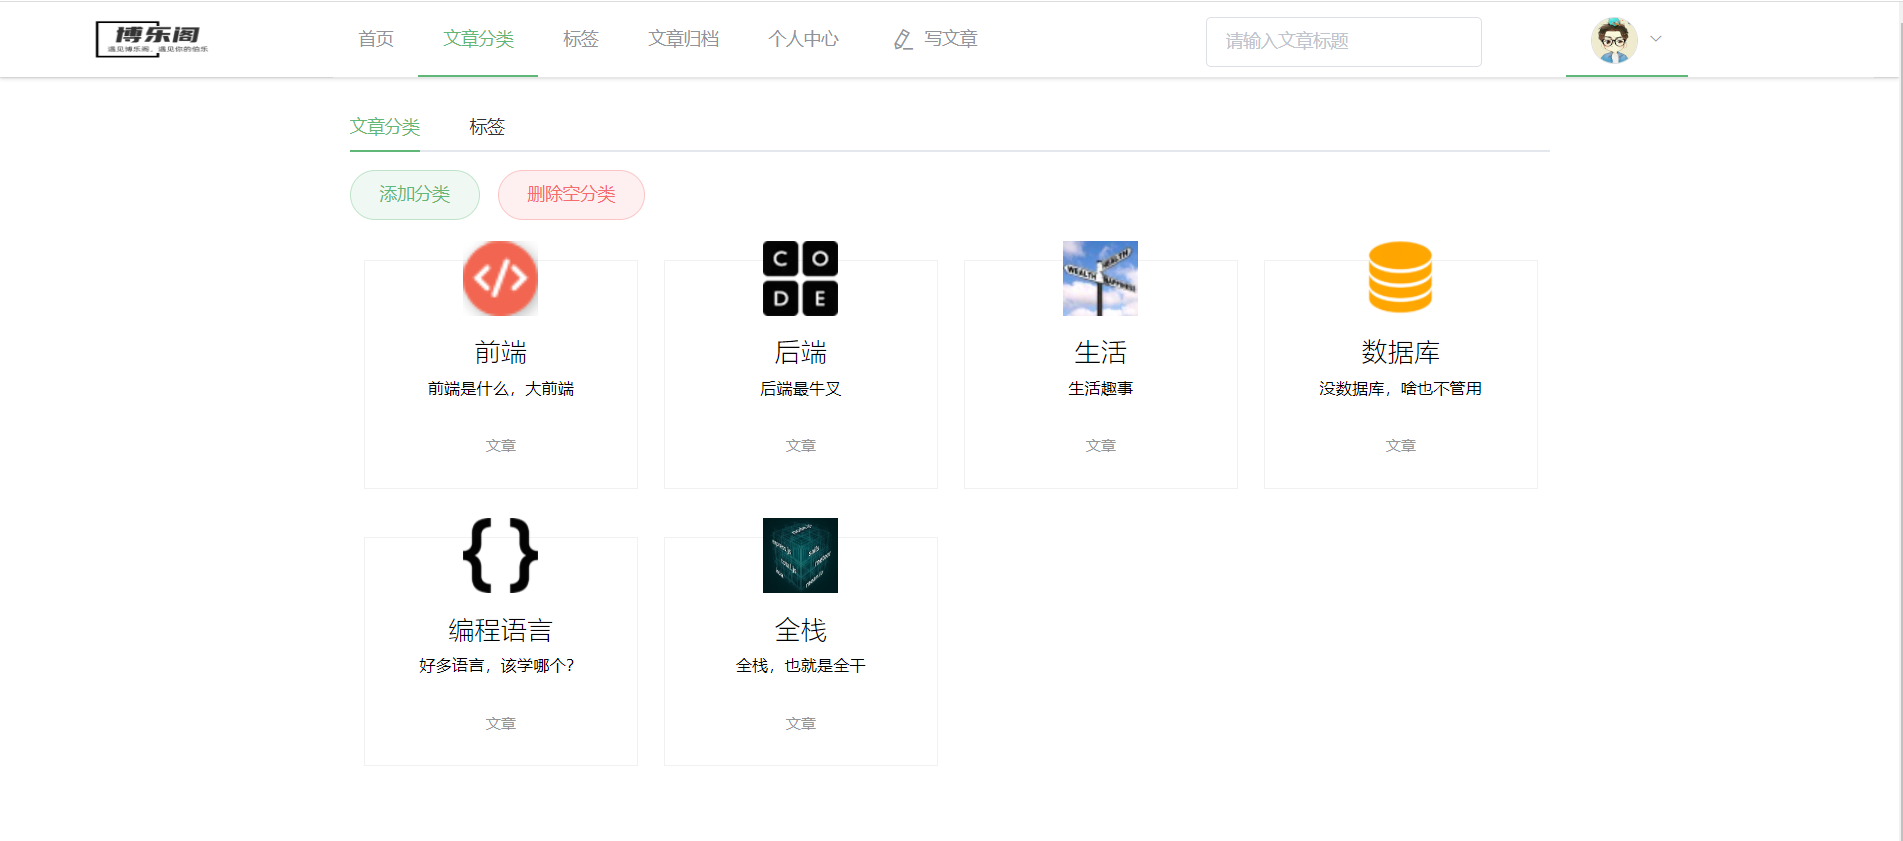 博乐阁
遇见博乐阁，遇见你的伯乐
首页 文章分类 标签 文章归档 个人中心 写文章 请输入文章标题
文章分类 标签
添加分类 删除空分类
CODE
WEALTH
HEALTH
HAPPINESS
前端 后端 生活 数据库
前端是什么，大前端 后端最牛叉 生活趣事 没数据库，啥也不管用
文章 文章 文章 文章
{ }
编程语言 全栈
好多语言，该学哪个？ 全栈，也就是全干
文章 文章